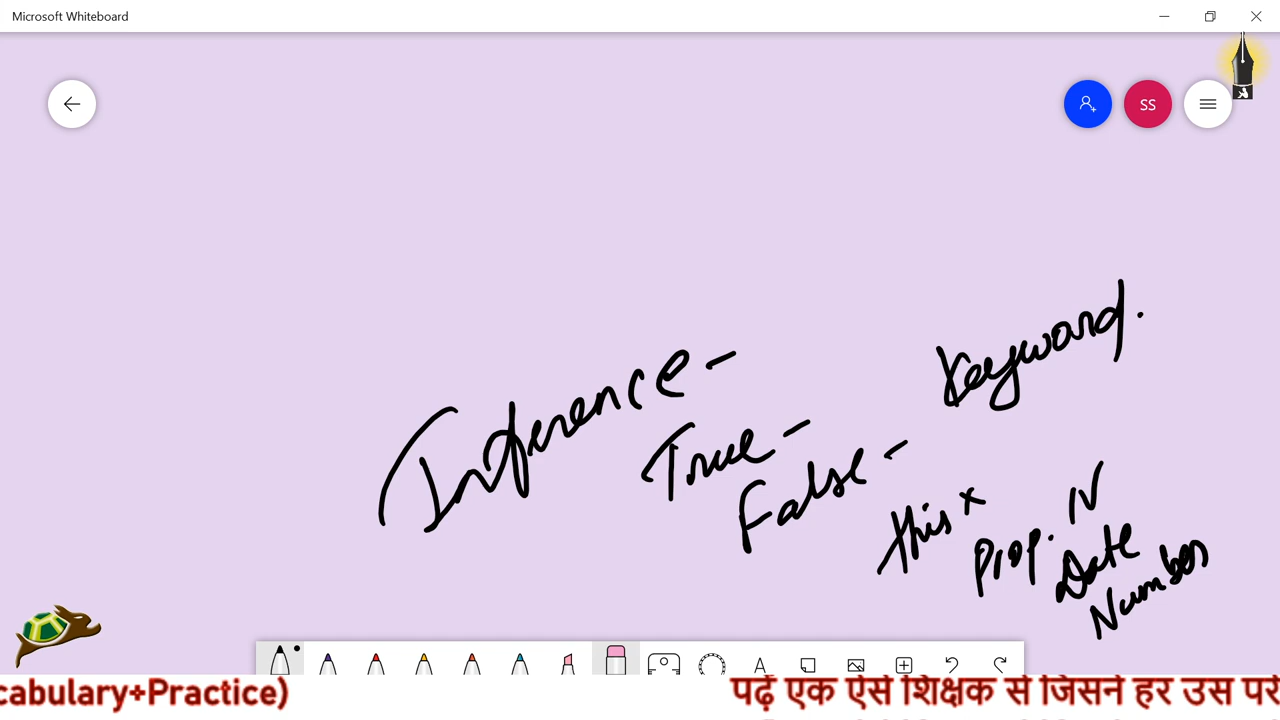 Microsoft Whiteboard
SS
Keyword.
Inference -
True -
False -
this x
Prop. N
Date
Number
cabulary+Practice)
पढ़ें एक ऐसे शिक्षक से जिसने हर उस परी